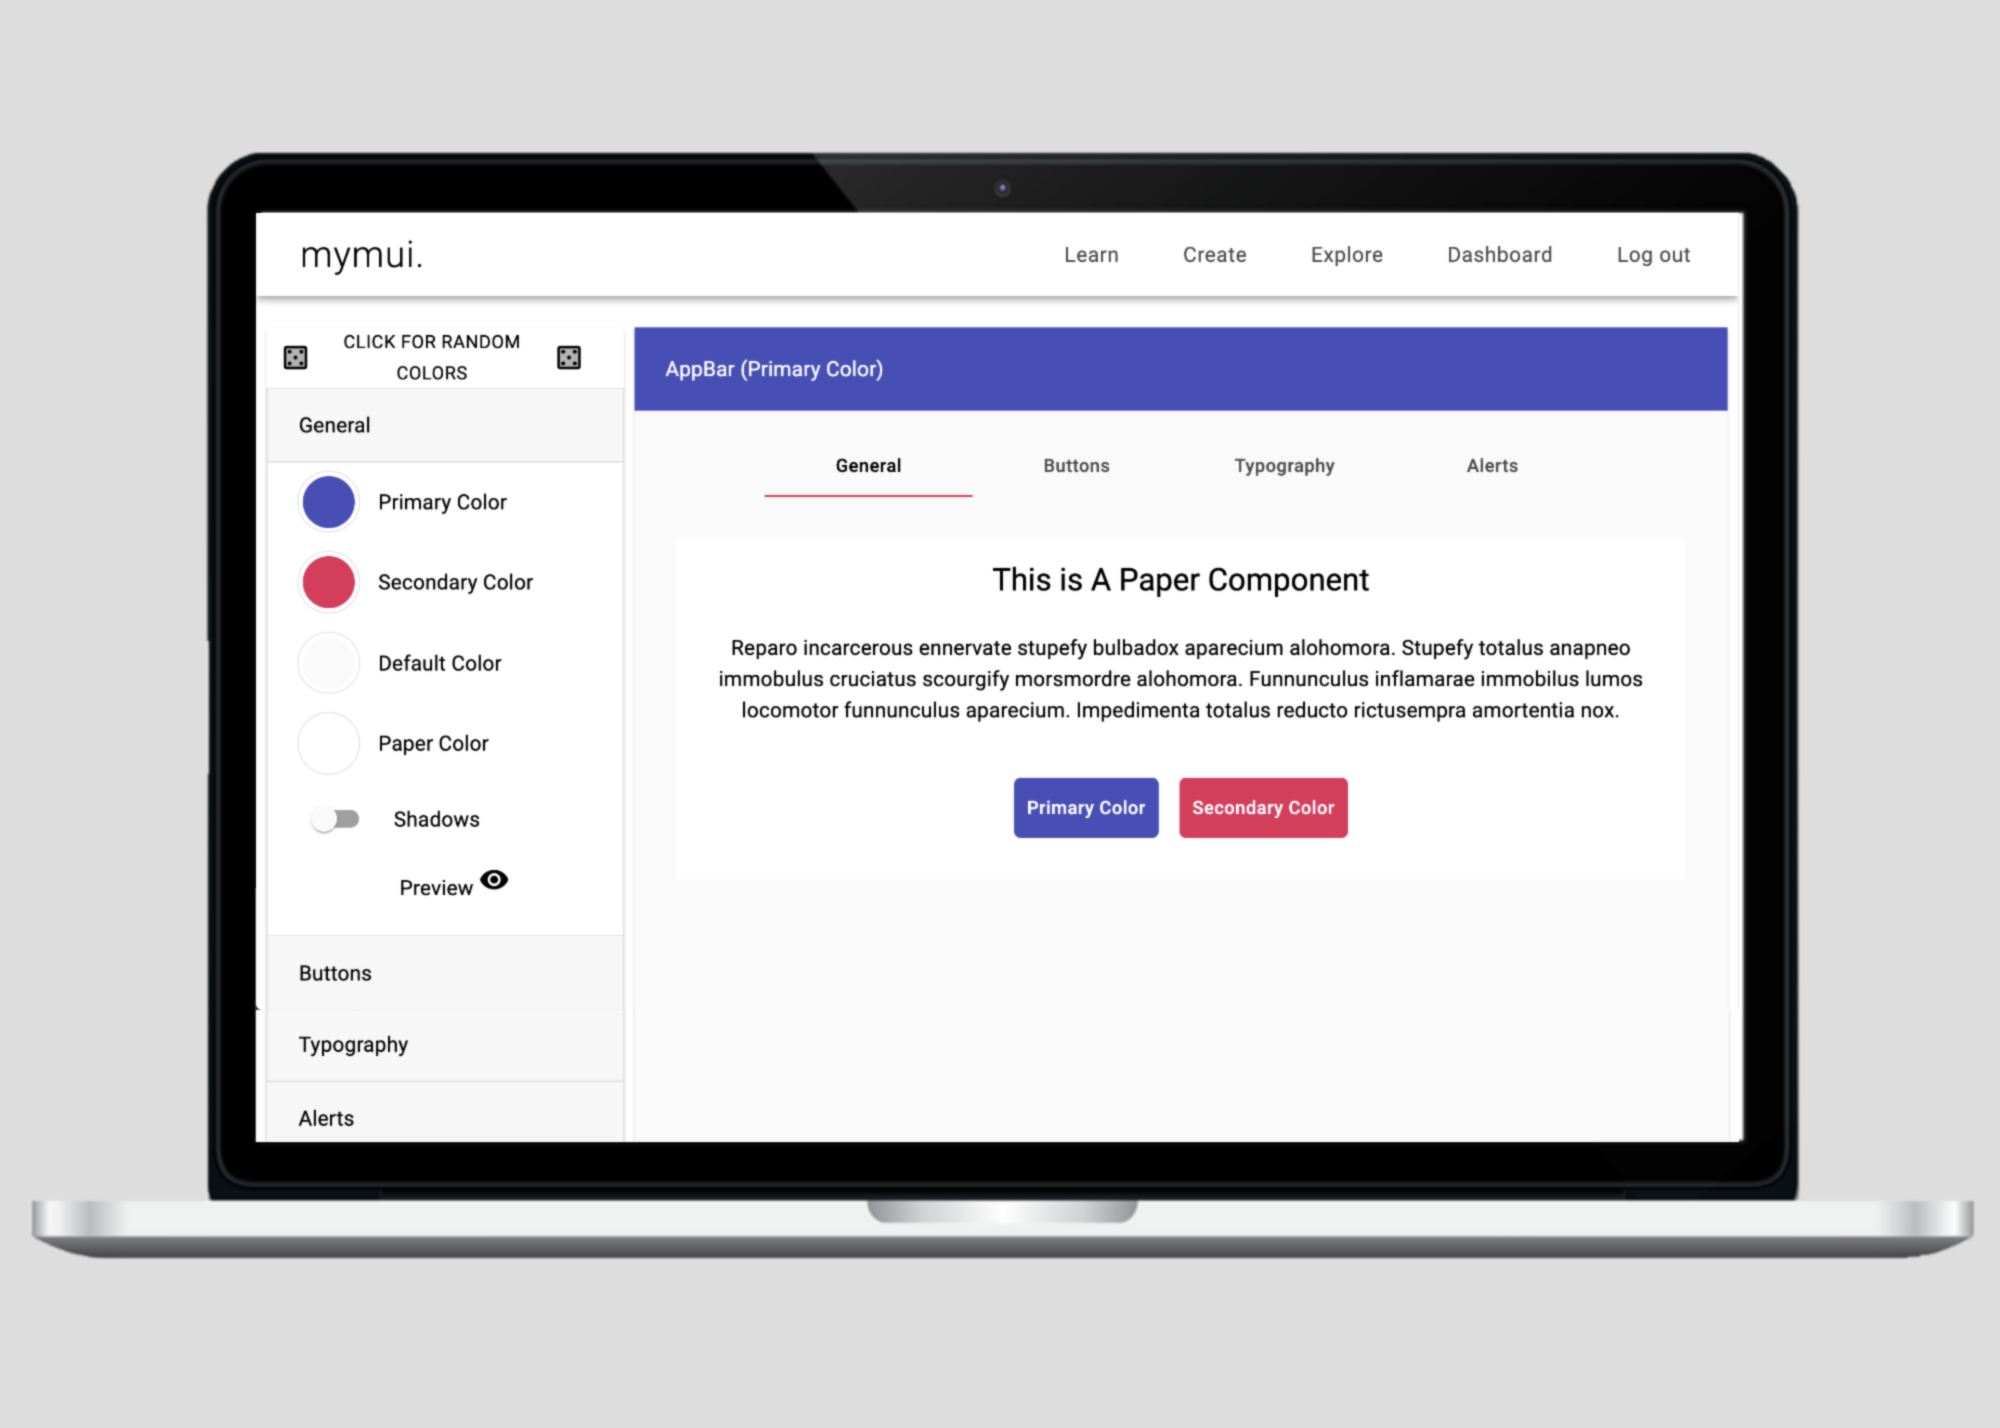 mymui.
Learn
Create
Explore
Dashboard
Log out
CLICK FOR RANDOM
COLORS
General
Primary Color
Secondary Color
Default Color
Paper Color
Shadows
Preview
Buttons
Typography
Alerts
AppBar (Primary Color)
General
Buttons
Typography
Alerts
This is A Paper Component
Reparo incarcerous ennervate stupefy bulbadox aparecium alohomora. Stupefy totalus anapneo
immobulus cruciatus scourgify morsmordre alohomora. Funnunculus inflamarae immobilus lumos
locomotor funnunculus aparecium. Impedimenta totalus reducto rictusempra amortentia nox.
Primary Color
Secondary Color